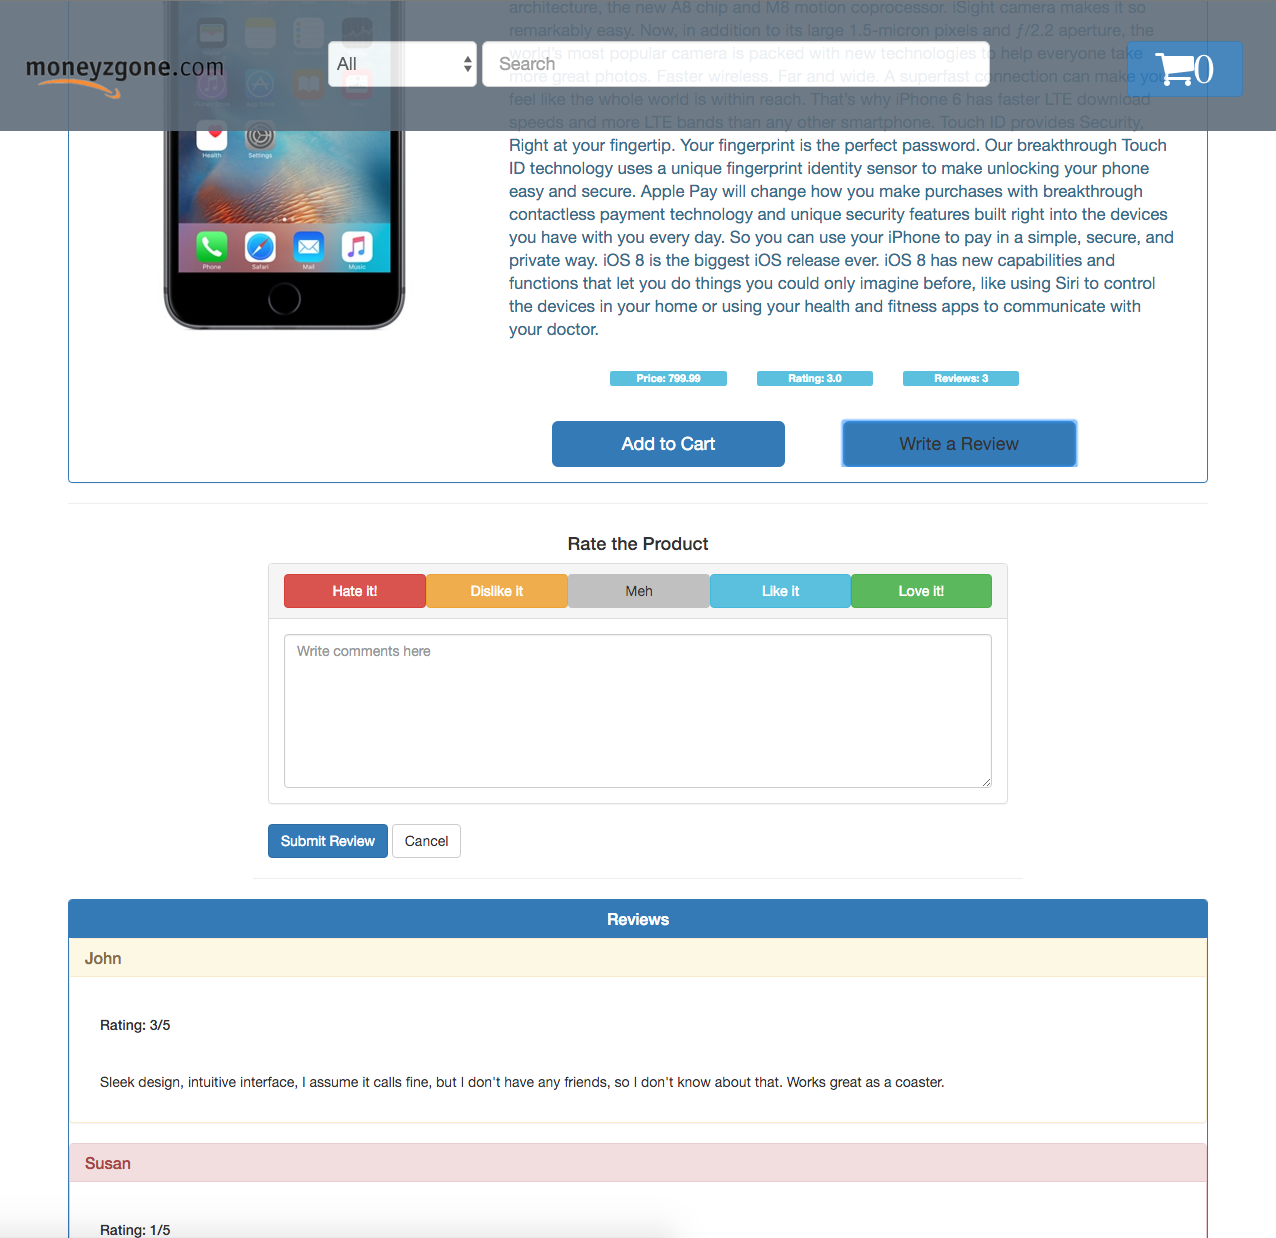 architecture, the new A8 chip and M8 motion coprocessor. iSight camera makes it so
remarkably easy. Now, in addition to its large 1.5-micron pixels and ƒ/2.2 aperture, the
world's most popular camera is packed with new technologies to help everyone take
more great photos. Faster wireless. Far and wide. A superfast connection can make you
feel like the whole world is within reach. That's why iPhone 6 has faster LTE download
speeds and more LTE bands than any other smartphone. Touch ID provides Security,
Right at your fingertip. Your fingerprint is the perfect password. Our breakthrough Touch
ID technology uses a unique fingerprint identity sensor to make unlocking your phone
easy and secure. Apple Pay will change how you make purchases with breakthrough
contactless payment technology and unique security features built right into the devices
you have with you every day. So you can use your iPhone to pay in a simple, secure, and
private way. iOS 8 is the biggest iOS release ever. iOS 8 has new capabilities and
functions that let you do things you could only imagine before, like using Siri to control
the devices in your home or using your health and fitness apps to communicate with
your doctor.
moneyzgone.com
All
Search
0
Health Settings
Phone Safari Mail Music
Price: 799.99
Rating: 3.0
Reviews: 3
Add to Cart
Write a Review
Rate the Product
Hate it!
Dislike it
Meh
Like it
Love it!
Write comments here
Submit Review
Cancel
Reviews
John
Rating: 3/5
Sleek design, intuitive interface, I assume it calls fine, but I don't have any friends, so I don't know about that. Works great as a coaster.
Susan
Rating: 1/5